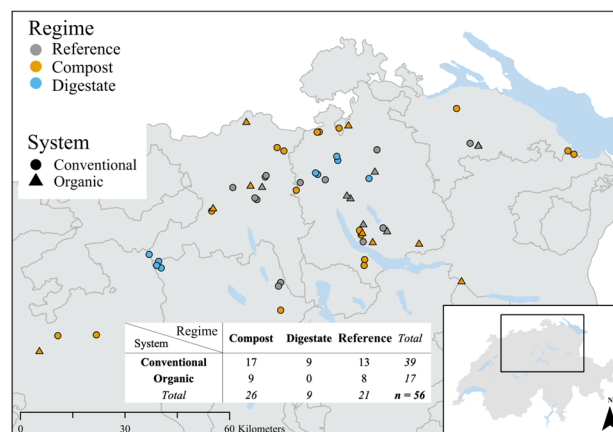 Regime
Reference
Compost
Digestate
System
Conventional
Organic
Regime Compost Digestate Reference Total
System
Conventional 17 9 13 39
Organic 9 0 8 17
Total 26 9 21 n = 56
0 30 60 Kilometers
N